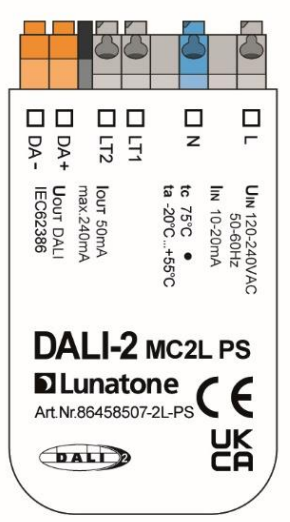 DA -
DA+
LT2
LT1
N
L
IEC62386
UOUT DALI
max.240mA
IOUT 50mA
ta -20°C...+55°C
tc 75°C ●
IIN 10-20mA
50-60Hz
UIN 120-240VAC
DALI-2 MC2L PS
Lunatone
Art.Nr.86458507-2L-PS
CE
UK
CA
DALI 2